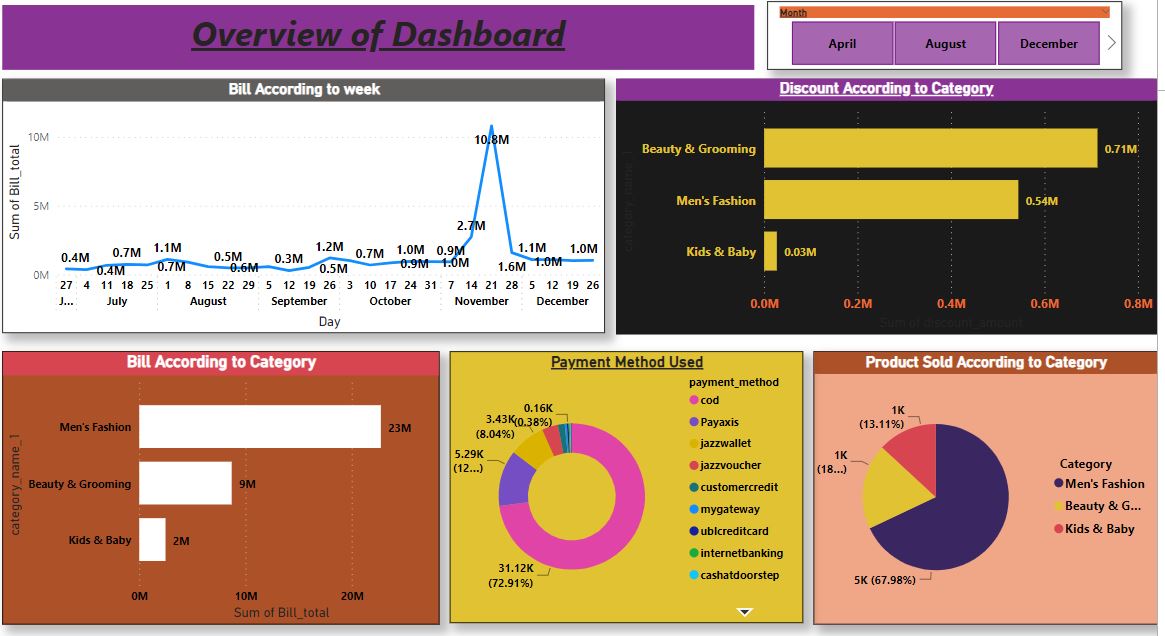 Overview of Dashboard
Month
April August December
Bill According to week
Sum of Bill_total
10M
5M
0M
0.4M 0.4M 0.7M 1.1M 0.7M 0.5M 0.6M 0.3M 1.2M 0.5M 0.7M 1.0M 0.9M 0.9M 1.0M 2.7M 10.8M 1.6M 1.1M 1.0M 1.0M
27 4 11 18 25 1 8 15 22 29 5 12 19 26 3 10 17 24 31 7 14 21 28 5 12 19 26
J... July August September October November December
Day
Discount According to Category
category_name_1
Beauty & Grooming 0.71M
Men's Fashion 0.54M
Kids & Baby 0.03M
0.0M 0.2M 0.4M 0.6M 0.8M
Sum of discount_amount
Bill According to Category
category_name_1
Men's Fashion 23M
Beauty & Grooming 9M
Kids & Baby 2M
0M 10M 20M
Sum of Bill_total
Payment Method Used
0.16K
(0.38%)
3.43K
(8.04%)
5.29K
(12...)
31.12K
(72.91%)
payment_method
cod
Payaxis
jazzwallet
jazzvoucher
customercredit
mygateway
ublcreditcard
internetbanking
cashatdoorstep
Product Sold According to Category
1K
(13.11%)
1K
(18...)
5K (67.98%)
Category
Men's Fashion
Beauty & G...
Kids & Baby